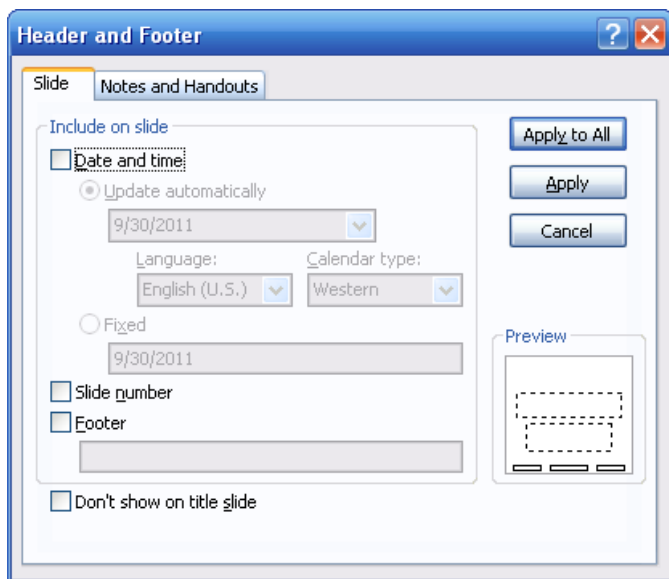 Header and Footer
Slide
Notes and Handouts
Include on slide
Date and time
Update automatically
9/30/2011
Language:
Calendar type:
English (U.S.)
Western
Fixed
9/30/2011
Slide number
Footer
Don't show on title slide
Apply to All
Apply
Cancel
Preview